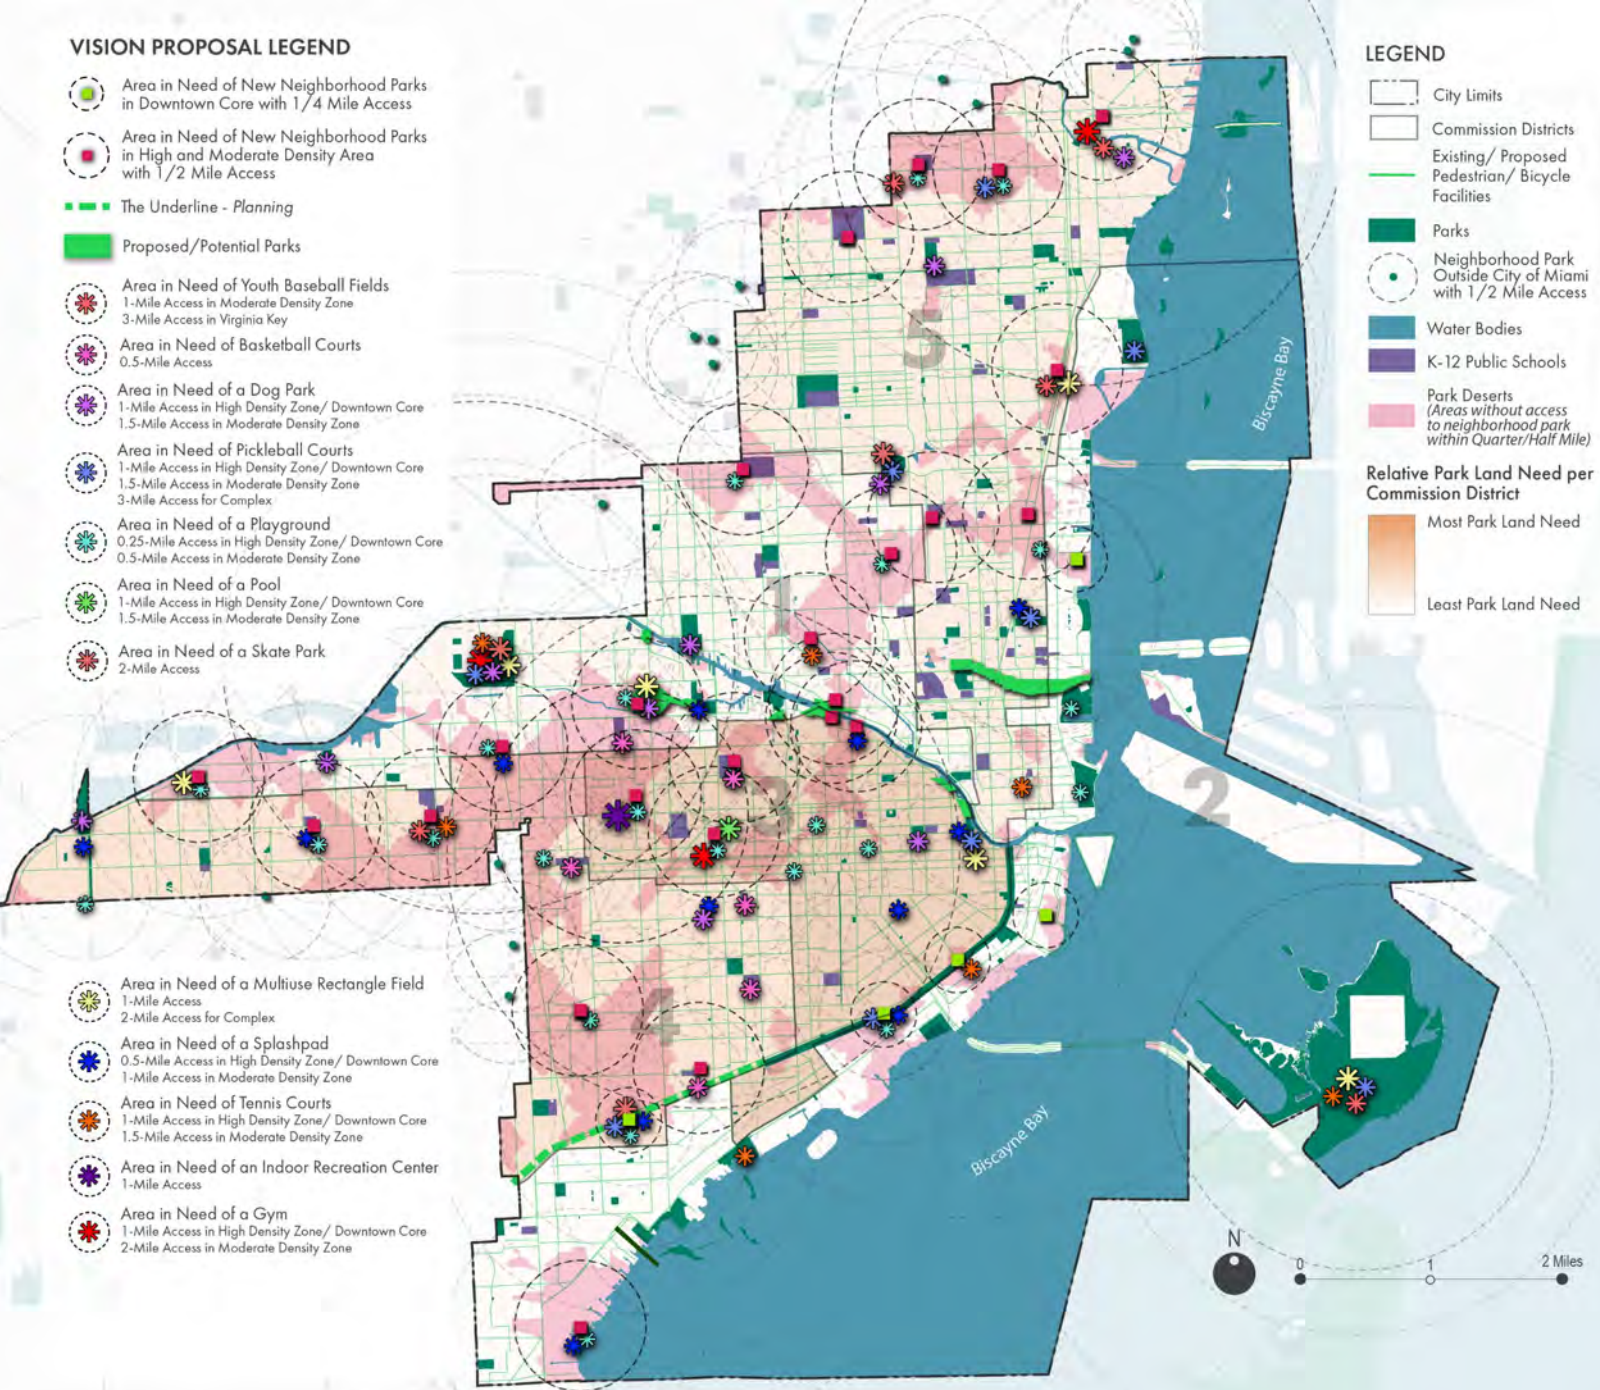 VISION PROPOSAL LEGEND
Area in Need of New Neighborhood Parks
in Downtown Core with 1/4 Mile Access
Area in Need of New Neighborhood Parks
in High and Moderate Density Area
with 1/2 Mile Access
The Underline - Planning
Proposed/Potential Parks
Area in Need of Youth Baseball Fields
1-Mile Access in Moderate Density Zone
3-Mile Access in Virginia Key
Area in Need of Basketball Courts
0.5-Mile Access
Area in Need of a Dog Park
1-Mile Access in High Density Zone/ Downtown Core
1.5-Mile Access in Moderate Density Zone
Area in Need of Pickleball Courts
1-Mile Access in High Density Zone/ Downtown Core
1.5-Mile Access in Moderate Density Zone
3-Mile Access for Complex
Area in Need of a Playground
0.25-Mile Access in High Density Zone/ Downtown Core
0.5-Mile Access in Moderate Density Zone
Area in Need of a Pool
1-Mile Access in High Density Zone/ Downtown Core
1.5-Mile Access in Moderate Density Zone
Area in Need of a Skate Park
2-Mile Access
Area in Need of a Multiuse Rectangle Field
1-Mile Access
2-Mile Access for Complex
Area in Need of a Splashpad
0.5-Mile Access in High Density Zone/ Downtown Core
1-Mile Access in Moderate Density Zone
Area in Need of Tennis Courts
1-Mile Access in High Density Zone/ Downtown Core
1.5-Mile Access in Moderate Density Zone
Area in Need of an Indoor Recreation Center
1-Mile Access
Area in Need of a Gym
1-Mile Access in High Density Zone/ Downtown Core
2-Mile Access in Moderate Density Zone
5
1
3
2
4
Biscayne Bay
Biscayne Bay
LEGEND
City Limits
Commission Districts
Existing/ Proposed
Pedestrian/ Bicycle
Facilities
Parks
Neighborhood Park
Outside City of Miami
with 1/2 Mile Access
Water Bodies
K-12 Public Schools
Park Deserts
(Areas without access
to neighborhood park
within Quarter/Half Mile)
Relative Park Land Need per
Commission District
Most Park Land Need
Least Park Land Need
N
0 1 2 Miles